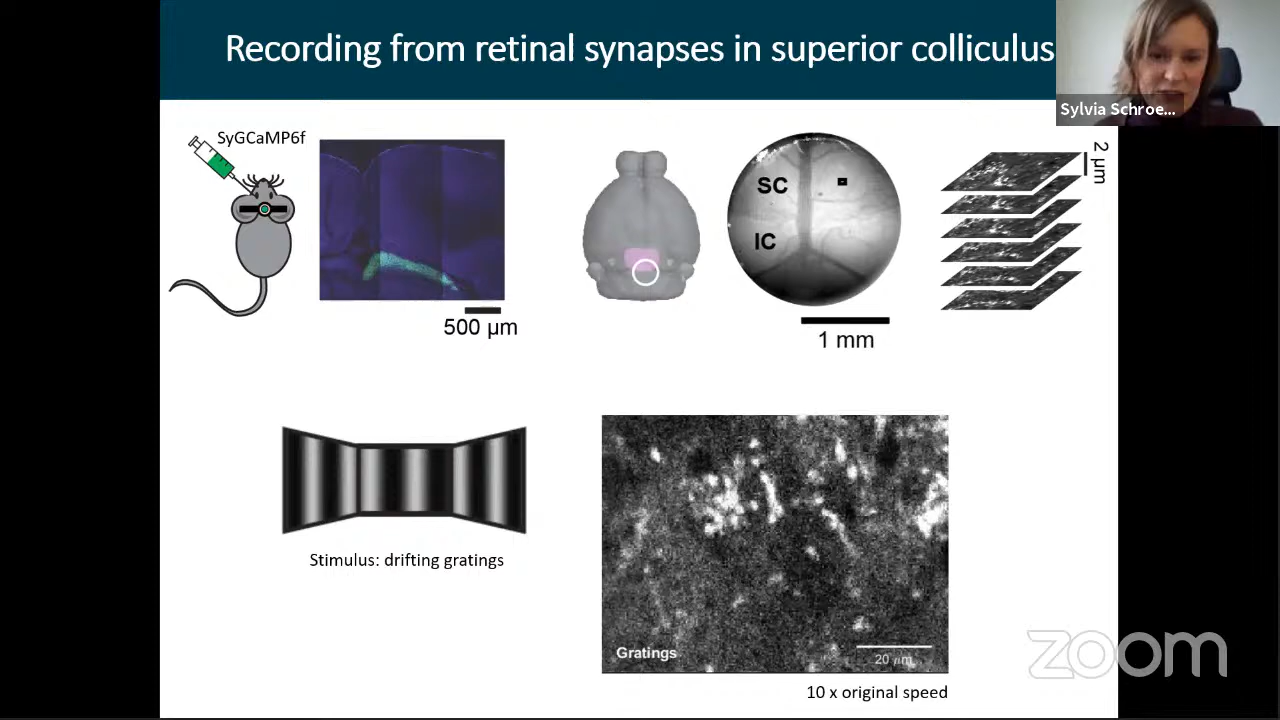 Recording from retinal synapses in superior colliculus
Sylvia Schroe...
SyGCaMP6f
500 µm
SC
IC
1 mm
2 µm
Stimulus: drifting gratings
Gratings
20 µm
10 x original speed
zoom